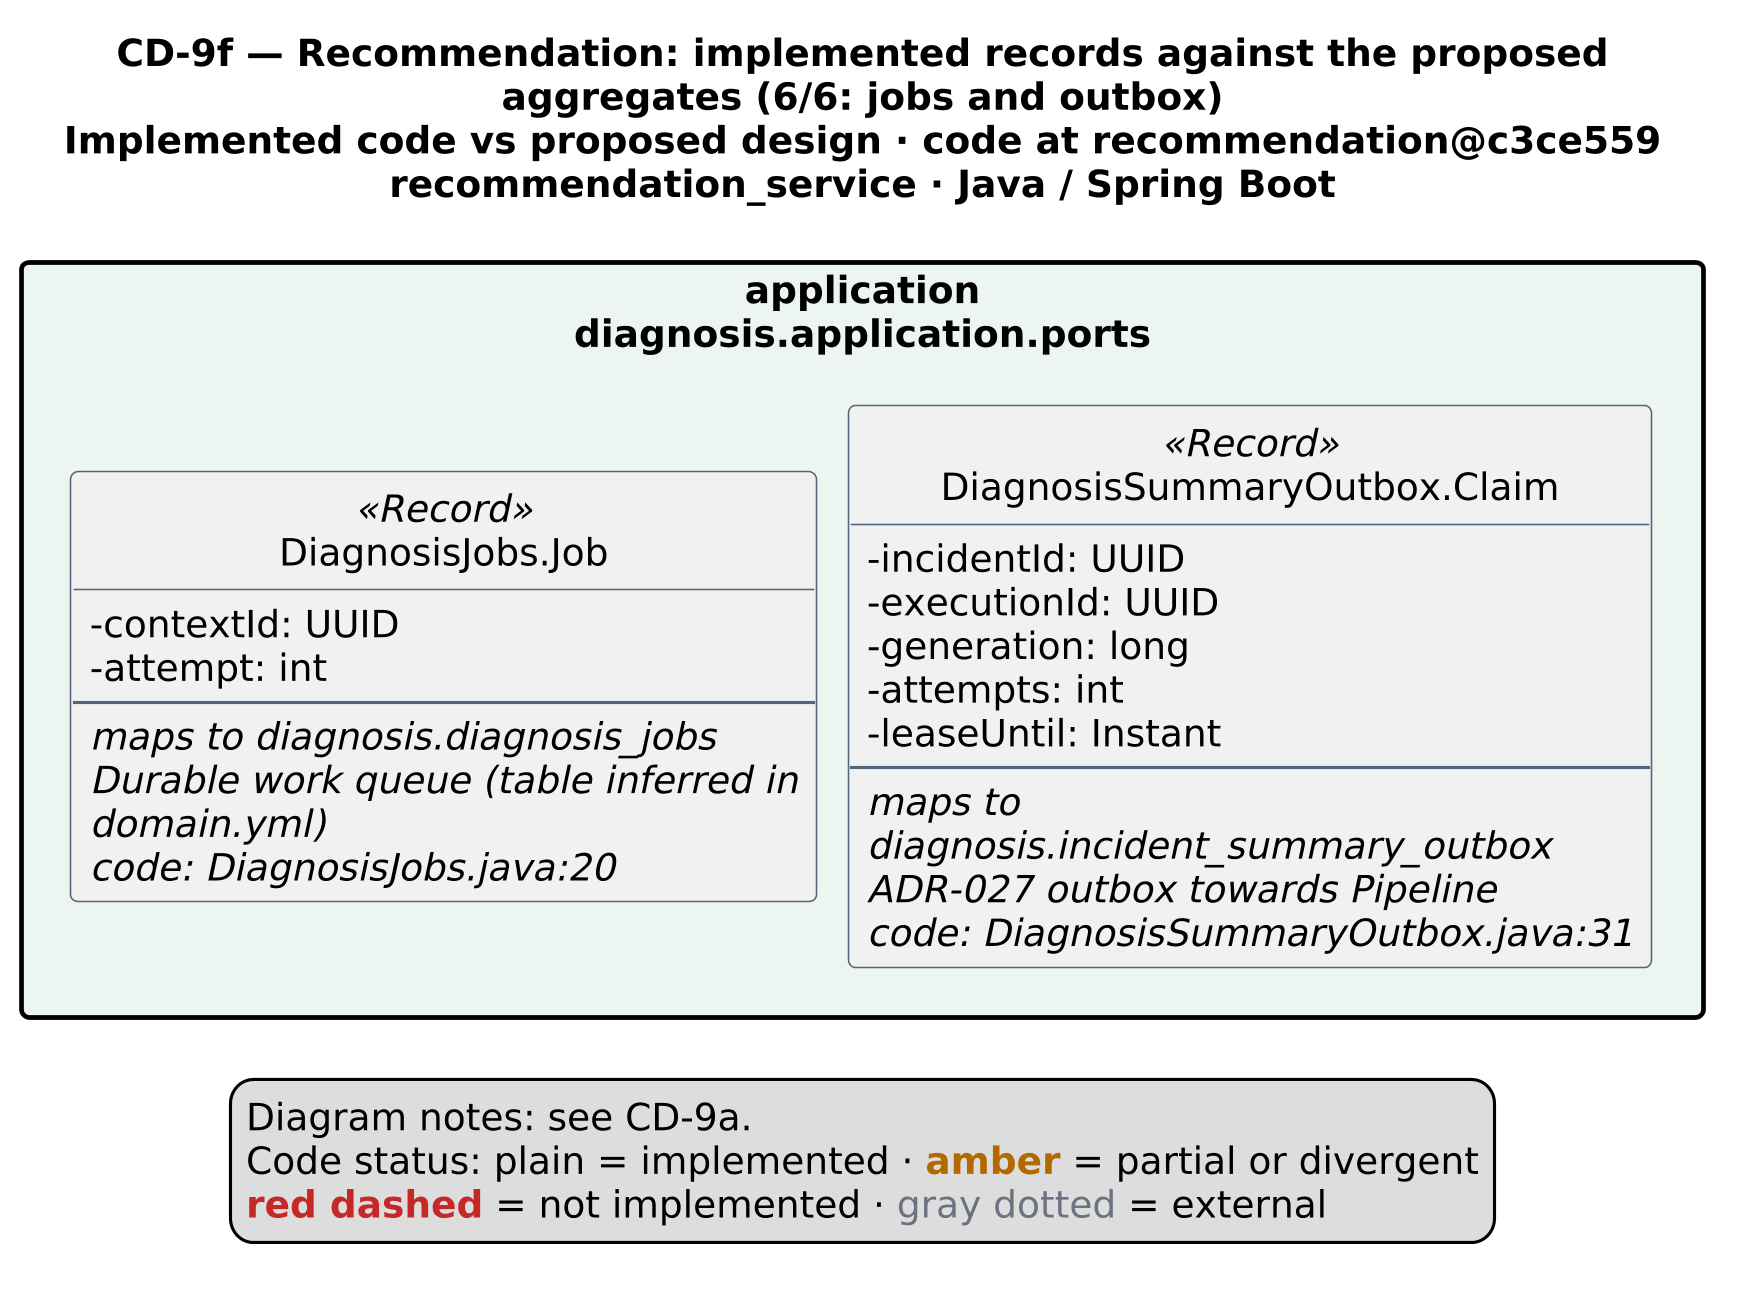 CD-9f — Recommendation: implemented records against the proposed
aggregates (6/6: jobs and outbox)
Implemented code vs proposed design · code at recommendation@c3ce559
recommendation_service · Java / Spring Boot
application
diagnosis.application.ports
«Record»
DiagnosisJobs.Job
-contextId: UUID
-attempt: int
maps to diagnosis.diagnosis_jobs
Durable work queue (table inferred in
domain.yml)
code: DiagnosisJobs.java:20
«Record»
DiagnosisSummaryOutbox.Claim
-incidentId: UUID
-executionId: UUID
-generation: long
-attempts: int
-leaseUntil: Instant
maps to
diagnosis.incident_summary_outbox
ADR-027 outbox towards Pipeline
code: DiagnosisSummaryOutbox.java:31
Diagram notes: see CD-9a.
Code status: plain = implemented · amber = partial or divergent
red dashed = not implemented · gray dotted = external